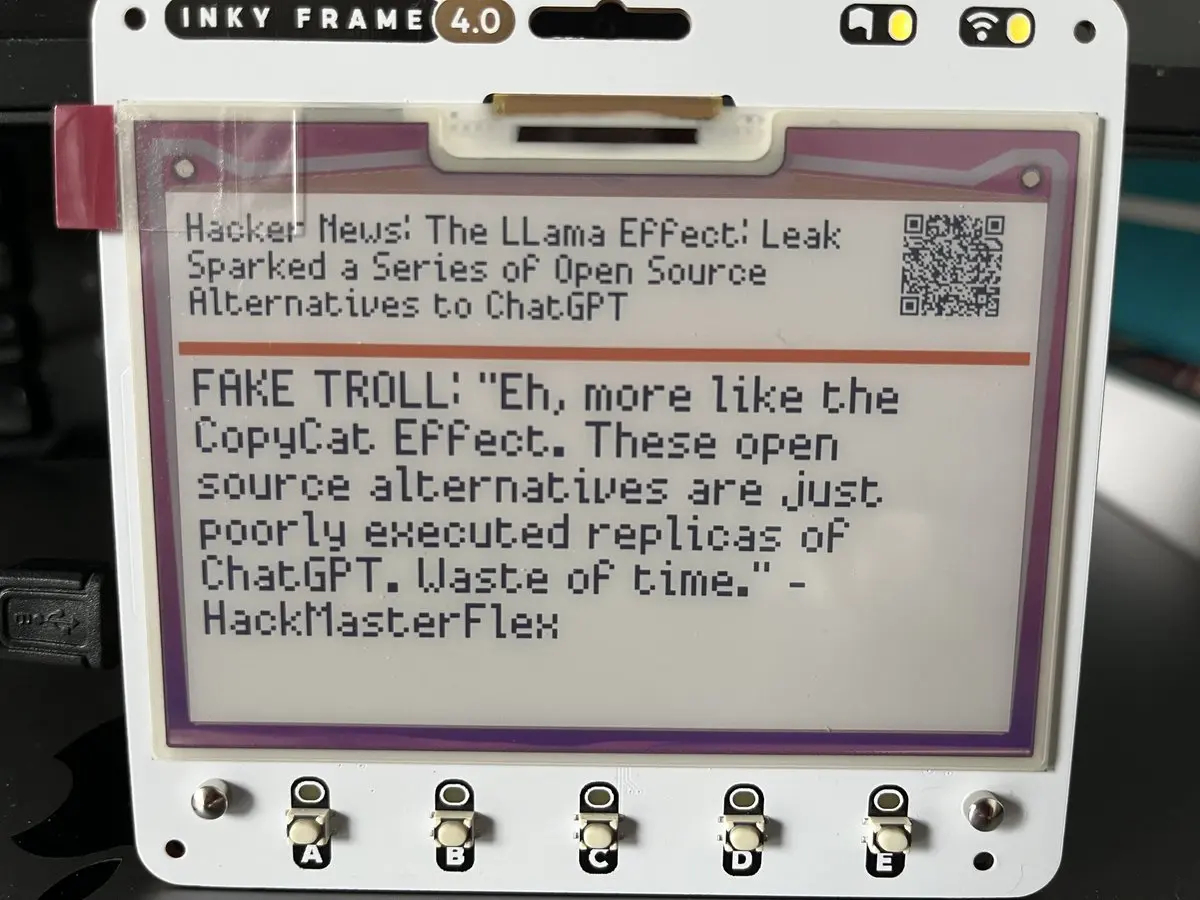 INKY FRAME 4.0
Hacker News: The LLama Effect: Leak
Sparked a Series of Open Source
Alternatives to ChatGPT
FAKE TROLL: "Eh, more like the
CopyCat Effect. These open
source alternatives are just
poorly executed replicas of
ChatGPT. Waste of time." -
HackMasterFlex
A B C D E